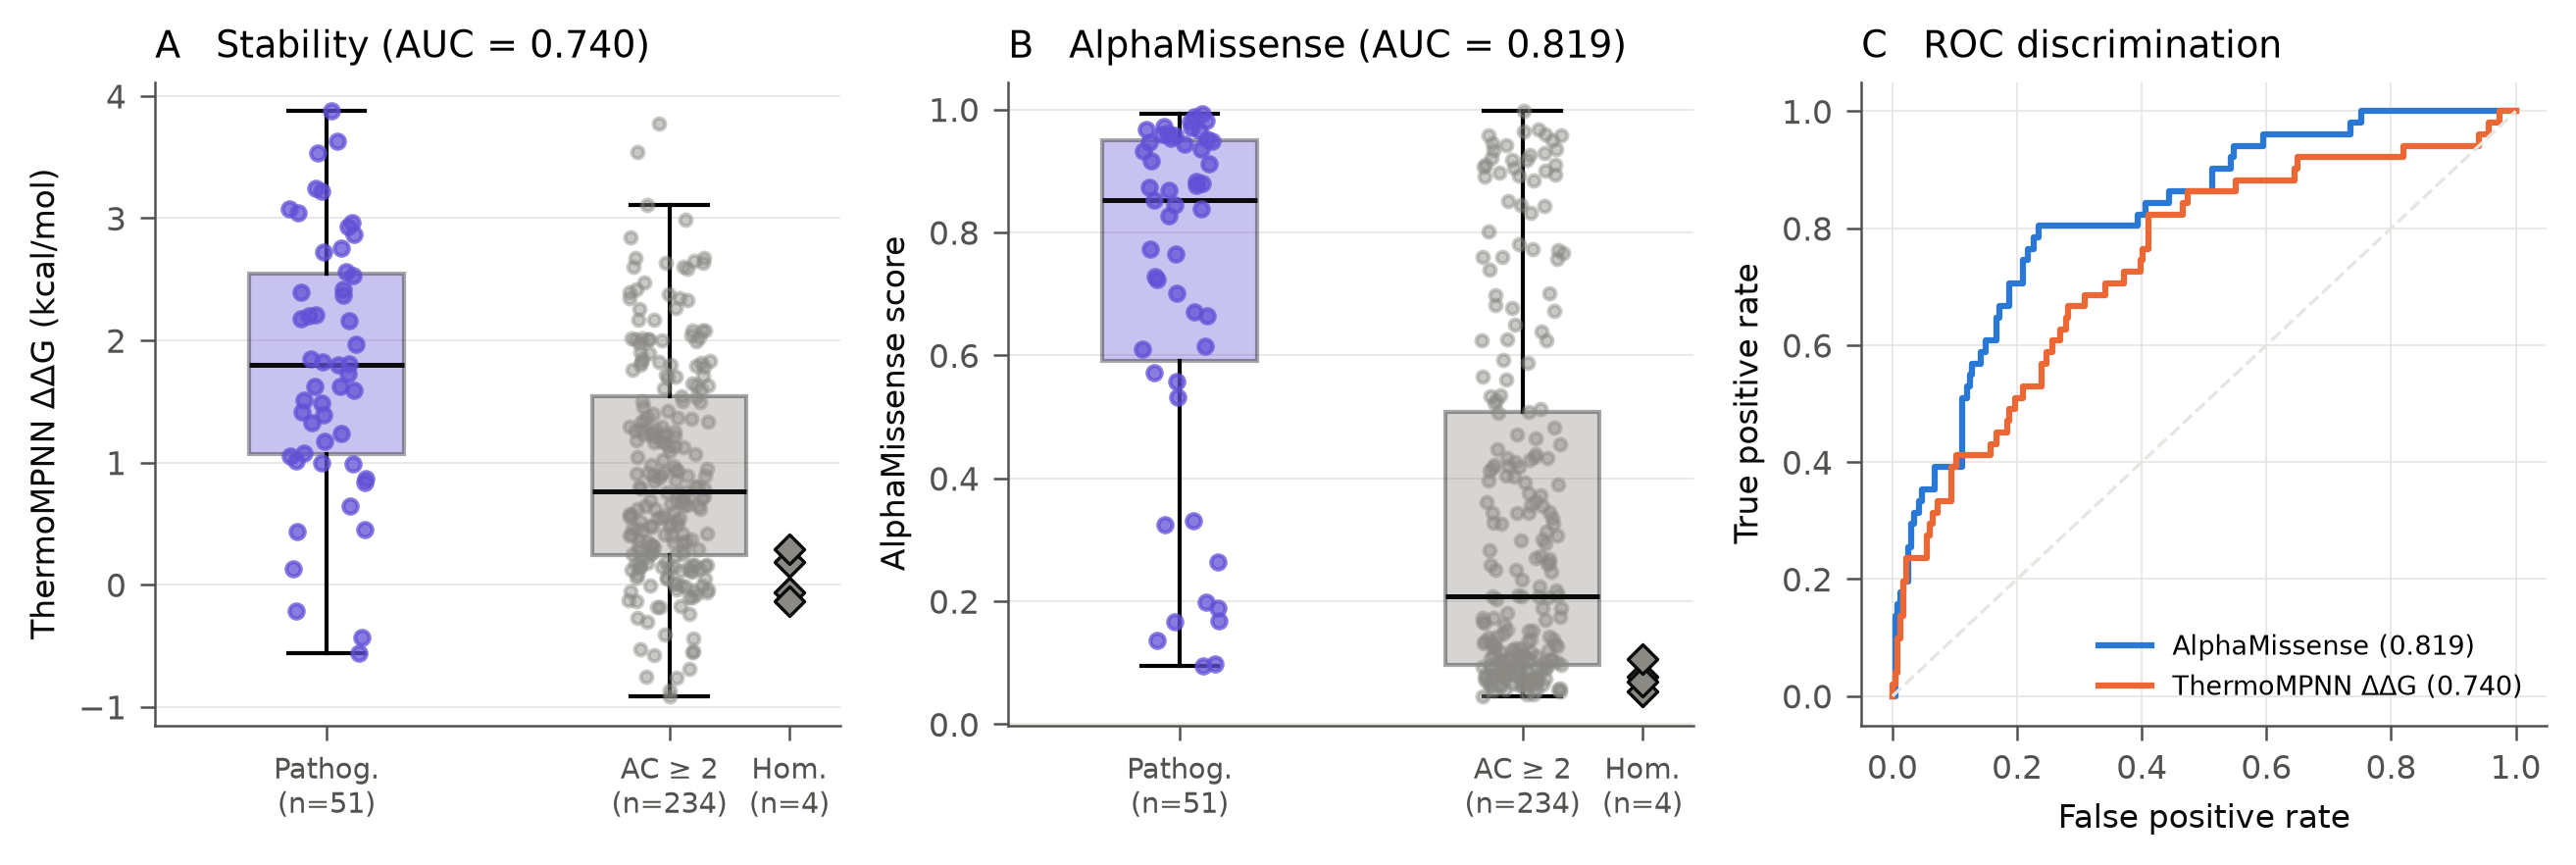 A Stability (AUC = 0.740)
ThermoMPNN ΔΔG (kcal/mol)
4
3
2
1
0
−1
Pathog.
(n=51)
AC ≥ 2
(n=234)
Hom.
(n=4)
B AlphaMissense (AUC = 0.819)
AlphaMissense score
1.0
0.8
0.6
0.4
0.2
0.0
Pathog.
(n=51)
AC ≥ 2
(n=234)
Hom.
(n=4)
C ROC discrimination
True positive rate
1.0
0.8
0.6
0.4
0.2
0.0
AlphaMissense (0.819)
ThermoMPNN ΔΔG (0.740)
0.0 0.2 0.4 0.6 0.8 1.0
False positive rate